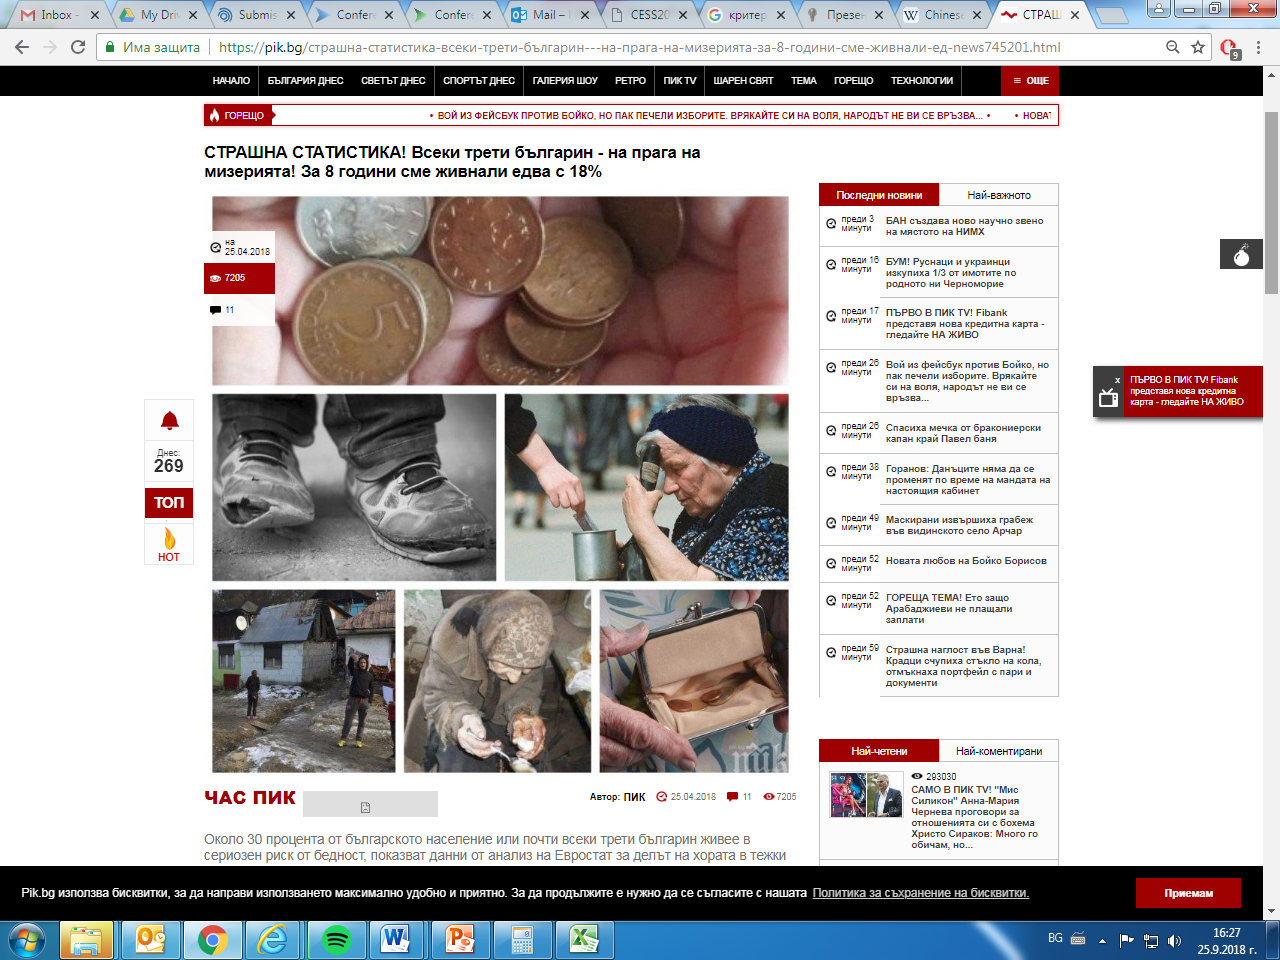 Inbox -
My Driv
Submis
Confere
Confere
Mail –
CESS20
критер
Презен
Chinese
СТРАШ
Има защита
https://pik.bg/страшна-статистика-всеки-трети-българин---на-прага-на-мизерията-за-8-години-сме-живнали-ед-news745201.html
9
НАЧАЛО
БЪЛГАРИЯ ДНЕС
СВЕТЪТ ДНЕС
СПОРТЪТ ДНЕС
ГАЛЕРИЯ ШОУ
РЕТРО
ПИК TV
ШАРЕН СВЯТ
ТЕМА
ГОРЕЩО
ТЕХНОЛОГИИ
≡ ОЩЕ
ГОРЕЩО
• ВОЙ ИЗ ФЕЙСБУК ПРОТИВ БОЙКО, НО ПАК ПЕЧЕЛИ ИЗБОРИТЕ. ВРЯКАЙТЕ СИ НА ВОЛЯ, НАРОДЪТ НЕ ВИ СЕ ВРЪЗВА... •
• НОВАТ
СТРАШНА СТАТИСТИКА! Всеки трети българин - на прага на
мизерията! За 8 години сме живнали едва с 18%
на
25.04.2018
7205
11
Днес:
269
ТОП
HOT
ЧАС ПИК
Автор: ПИК
25.04.2018
11
7205
Около 30 процента от българското население или почти всеки трети българин живее в
сериозен риск от бедност, показват данни от анализ на Евростат за делът на хората в тежки
Последни новини
Най-важното
преди 3
минути
БАН създава ново научно звено
на мястото на НИМХ
преди 16
минути
БУМ! Руснаци и украинци
изкупиха 1/3 от имотите по
родното ни Черноморие
преди 17
минути
ПЪРВО В ПИК TV! Fibank
представя нова кредитна карта -
гледайте НА ЖИВО
преди 26
минути
Вой из фейсбук против Бойко, но
пак печели изборите. Врякайте
си на воля, народът не ви се
връзва...
преди 26
минути
Спасиха мечка от бракониерски
капан край Павел баня
преди 38
минути
Горанов: Данъците няма да се
променят по време на мандата на
настоящия кабинет
преди 49
минути
Маскирани извършиха грабеж
във видинското село Арчар
преди 52
минути
Новата любов на Бойко Борисов
преди 52
минути
ГОРЕЩА ТЕМА! Ето защо
Арабаджиеви не плащали
заплати
преди 59
минути
Страшна наглост във Варна!
Крадци счупиха стъкло на кола,
отмъкнаха портфейл с пари и
документи
x
ПЪРВО В ПИК TV! Fibank
представя нова кредитна
карта - гледайте НА ЖИВО
Най-четени
Най-коментирани
293030
САМО В ПИК TV! "Мис
Силикон" Анна-Мария
Чернева проговори за
отношенията си с бохема
Христо Сираков: Много го
обичам, но...
Pik.bg използва бисквитки, за да направи използването максимално удобно и приятно. За да продължите е нужно да се съгласите с нашата Политика за съхранение на бисквитки.
Приемам
BG
16:27
25.9.2018 г.